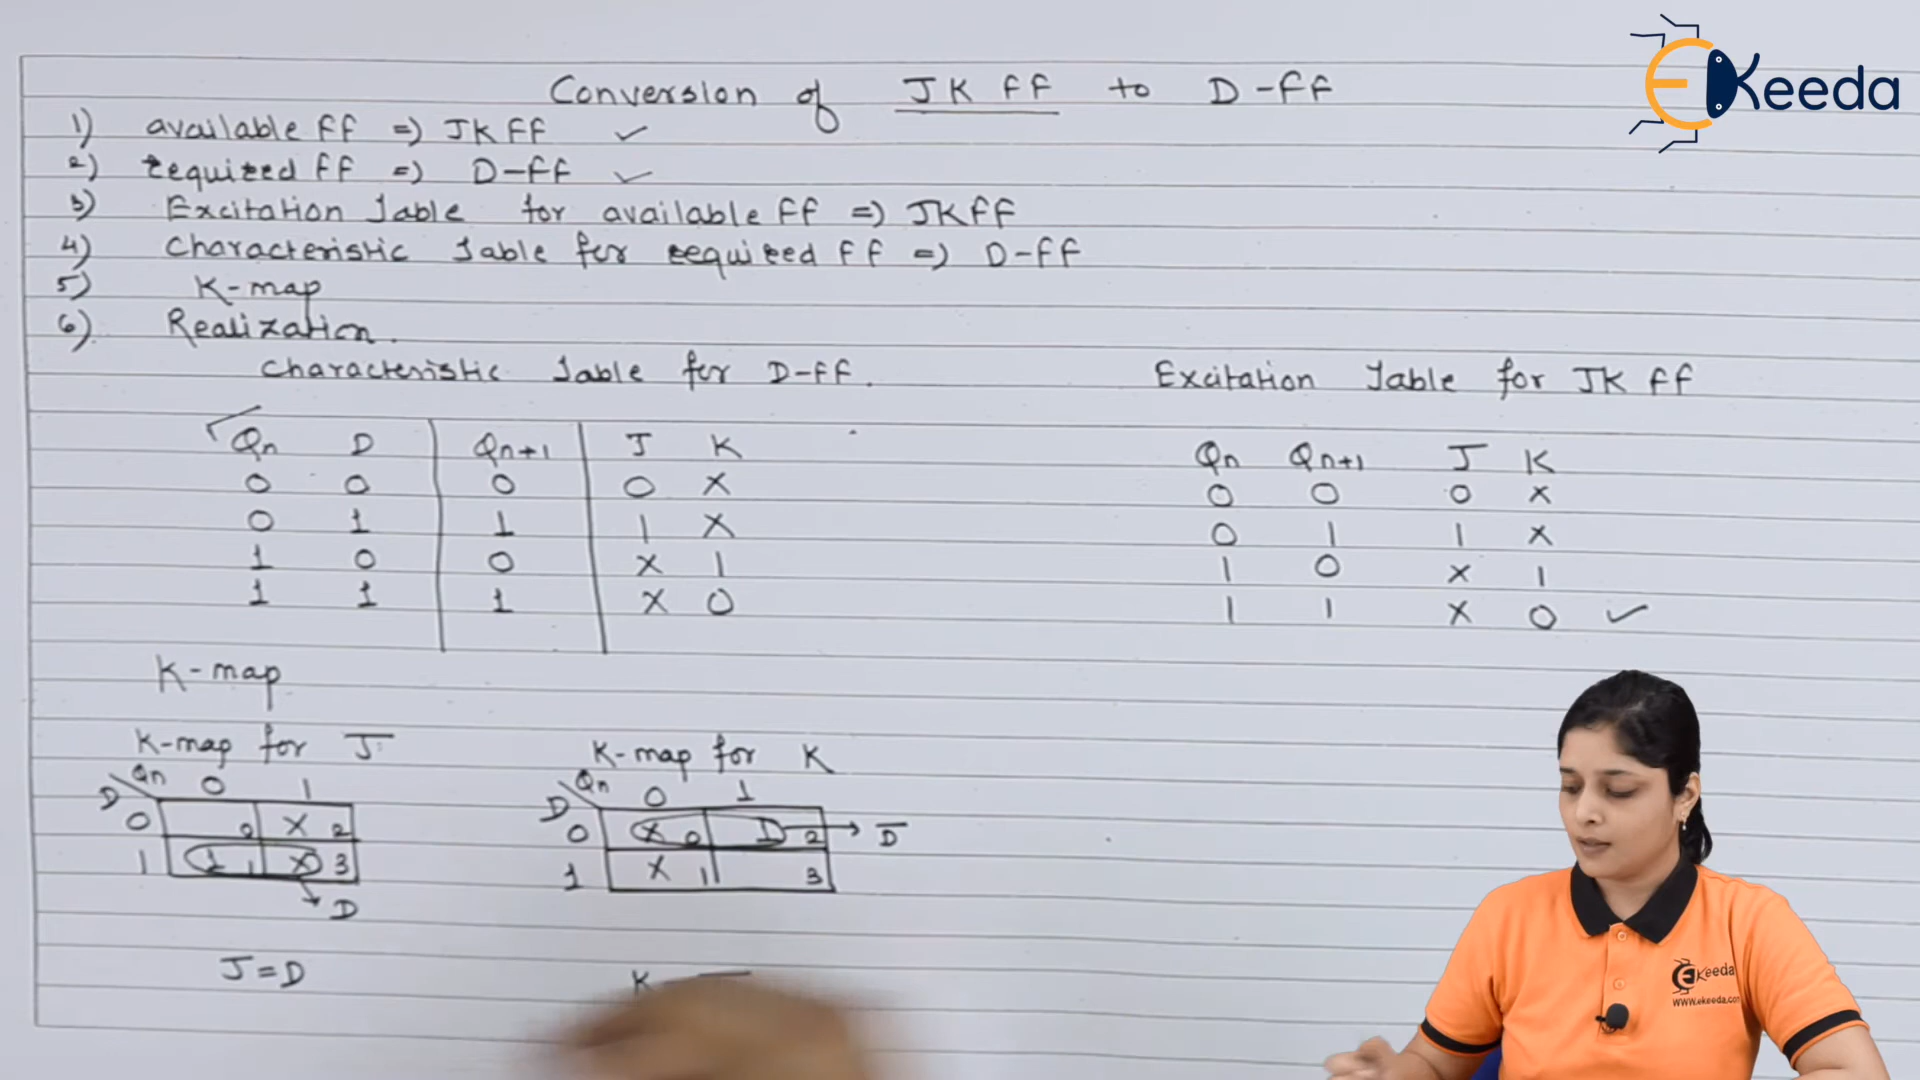 EKeeda
Conversion of JK FF to D-FF
1) available FF => JKFF ✓
2) required FF => D-FF ✓
3) Excitation Table for available FF => JKFF
4) Characteristic Table for required FF => D-FF
5) K-map
6) Realization.
Characteristic Table for D-FF.
Qn D Qn+1 J K
0 0 0 0 X
0 1 1 1 X
1 0 0 X 1
1 1 1 X 0
Excitation Table for JK FF
Qn Qn+1 J K
0 0 0 X
0 1 1 X
1 0 X 1
1 1 X 0 ✓
K-map
K-map for J
Qn 0 1
D
0 0 X 2
1 1 1 X 3
→ D
J = D
K-map for K
Qn 0 1
D
0 X 0 1 2 → D̅
1 X 1 3
K
EKeeda
www.ekeeda.com